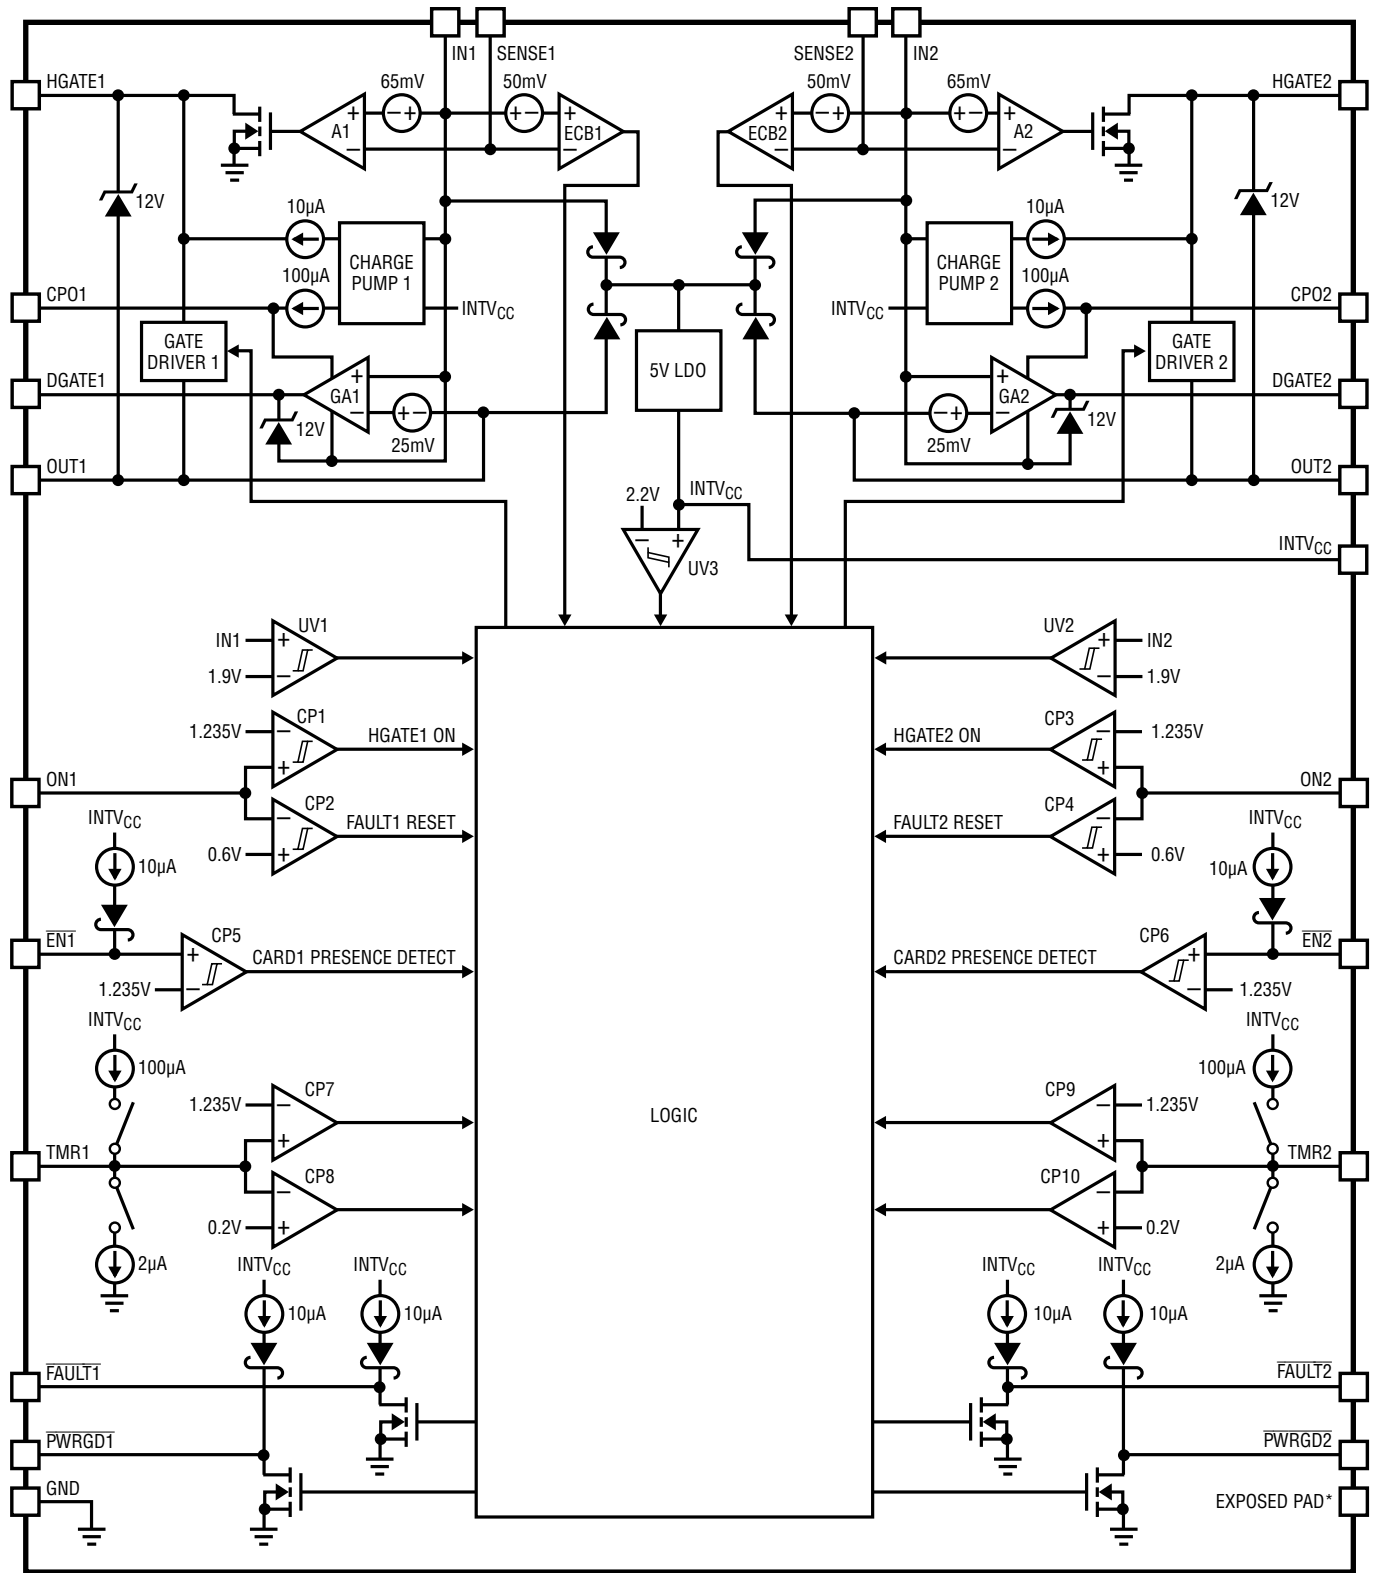 IN1 SENSE1 SENSE2 IN2
HGATE1 65mV 50mV 50mV 65mV HGATE2
A1 + − + − − + + − + − ECB1 ECB2 + − − + − + + − A2
12V 12V
10µA 10µA
CHARGE PUMP 1 CHARGE PUMP 2
100µA 100µA
CPO1 INTVCC INTVCC CPO2
GATE DRIVER 1 5V LDO GATE DRIVER 2
DGATE1 GA1 + − + − − + + − GA2 DGATE2
12V 25mV 25mV 12V
OUT1 OUT2
2.2V INTVCC
− + UV3 INTVCC
IN1 + UV1 UV2 + IN2
1.9V − − 1.9V
1.235V − CP1 HGATE1 ON HGATE2 ON CP3 − 1.235V
+ +
ON1 ON2
− CP2 FAULT1 RESET FAULT2 RESET CP4 −
INTVCC 0.6V + + 0.6V INTVCC
10µA 10µA
E̅N̅1̅ + CP5 CARD1 PRESENCE DETECT CARD2 PRESENCE DETECT CP6 + E̅N̅2̅
1.235V − − 1.235V
INTVCC INTVCC
100µA 100µA
1.235V − CP7 CP9 − 1.235V
+ LOGIC +
TMR1 TMR2
− CP8 CP10 −
0.2V + + 0.2V
2µA INTVCC INTVCC INTVCC INTVCC 2µA
10µA 10µA 10µA 10µA
F̅A̅U̅L̅T̅1̅ F̅A̅U̅L̅T̅2̅
P̅W̅R̅G̅D̅1̅ P̅W̅R̅G̅D̅2̅
GND EXPOSED PAD*